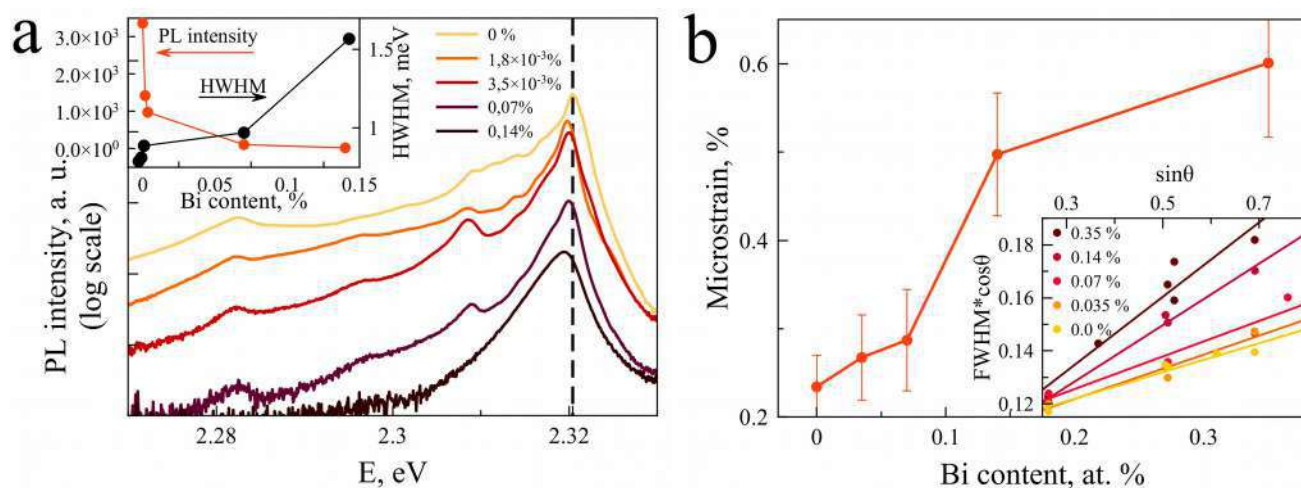 a
3.0×10³
2.0×10³
1.0×10³
0.0×10⁰
PL intensity
HWHM
1.5
1
HWHM, meV
0
0.05
0.1
0.15
Bi content, %
0 %
1,8×10⁻³%
3,5×10⁻³%
0,07%
0,14%
PL intensity, a. u.
(log scale)
2.28
2.3
2.32
E, eV
b
0.6
0.4
0.2
Microstrain, %
0
0.1
0.2
0.3
Bi content, at. %
sinθ
0.3
0.5
0.7
0.18
0.16
0.14
0.12
FWHM*cosθ
0.35 %
0.14 %
0.07 %
0.035 %
0.0 %